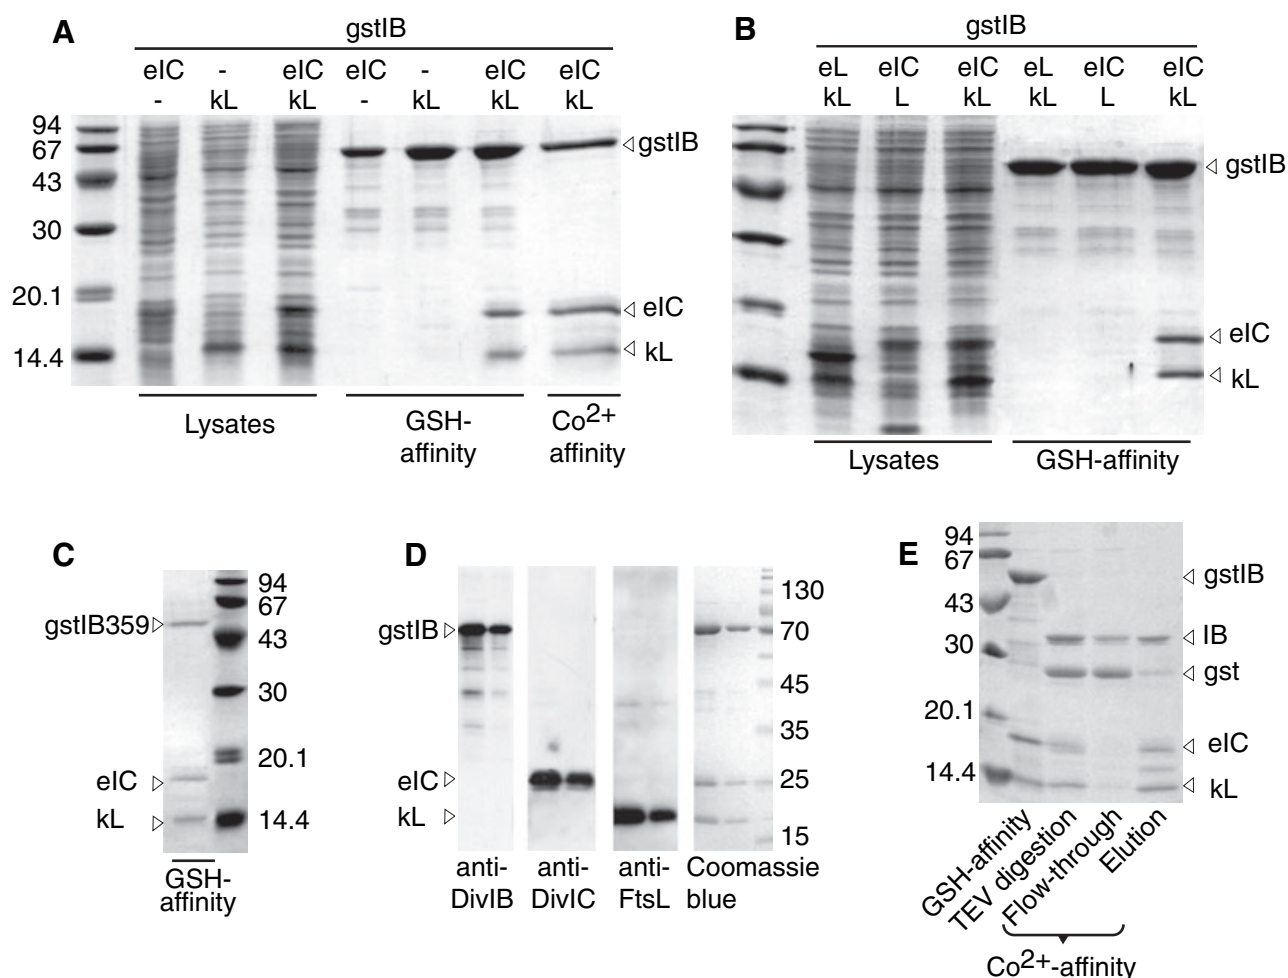 A
gstIB
eIC - eIC eIC - eIC eIC
- kL kL - kL kL kL
94
67
43
30
20.1
14.4
gstIB
eIC
kL
Lysates
GSH-
affinity
Co2+
affinity
B
gstIB
eL eIC eIC eL eIC eIC
kL L kL kL L kL
gstIB
eIC
kL
Lysates
GSH-affinity
C
gstIB359
eIC
kL
94
67
43
30
20.1
14.4
GSH-
affinity
D
gstIB
eIC
kL
130
70
45
35
25
15
anti-
DivIB
anti-
DivIC
anti-
FtsL
Coomassie
blue
E
94
67
43
30
20.1
14.4
gstIB
IB
gst
eIC
kL
GSH-affinity
TEV digestion
Flow-through
Elution
Co2+-affinity